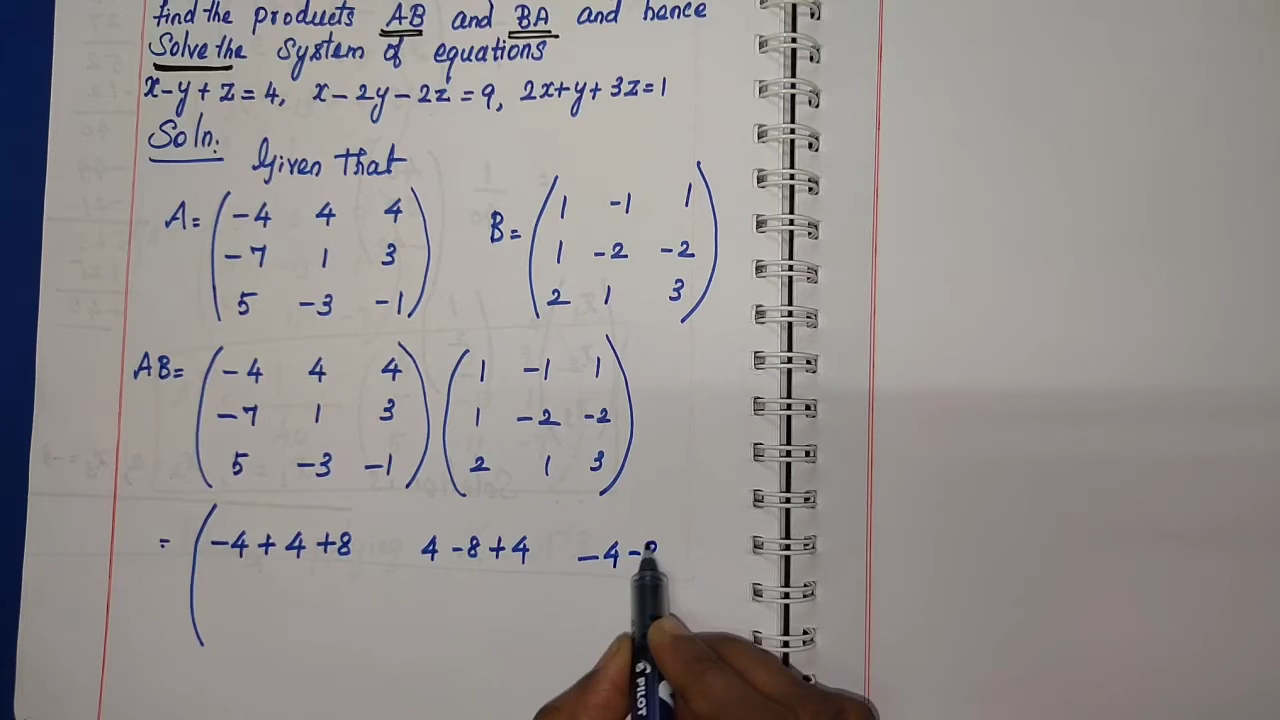 find the products AB and BA and hence
Solve the System of equations
x-y+z=4, x-2y-2z=9, 2x+y+3z=1
Soln:
Given that
A= (-4 4 4 B= (1 -1 1
-7 1 3 1 -2 -2
5 -3 -1) 2 1 3)
AB= (-4 4 4 (1 -1 1
-7 1 3 1 -2 -2
5 -3 -1) 2 1 3)
= (-4+4+8 4-8+4 -4-8
PILOT